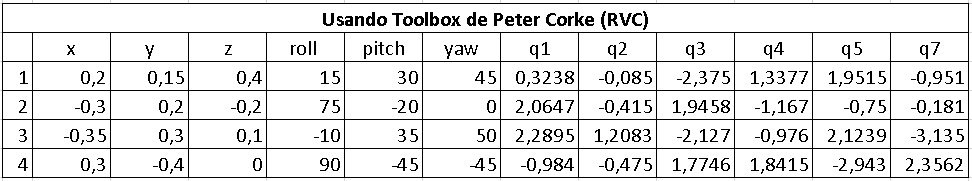 Usando Toolbox de Peter Corke (RVC)
x y z roll pitch yaw q1 q2 q3 q4 q5 q7
1 0,2 0,15 0,4 15 30 45 0,3238 -0,085 -2,375 1,3377 1,9515 -0,951
2 -0,3 0,2 -0,2 75 -20 0 2,0647 -0,415 1,9458 -1,167 -0,75 -0,181
3 -0,35 0,3 0,1 -10 35 50 2,2895 1,2083 -2,127 -0,976 2,1239 -3,135
4 0,3 -0,4 0 90 -45 -45 -0,984 -0,475 1,7746 1,8415 -2,943 2,3562